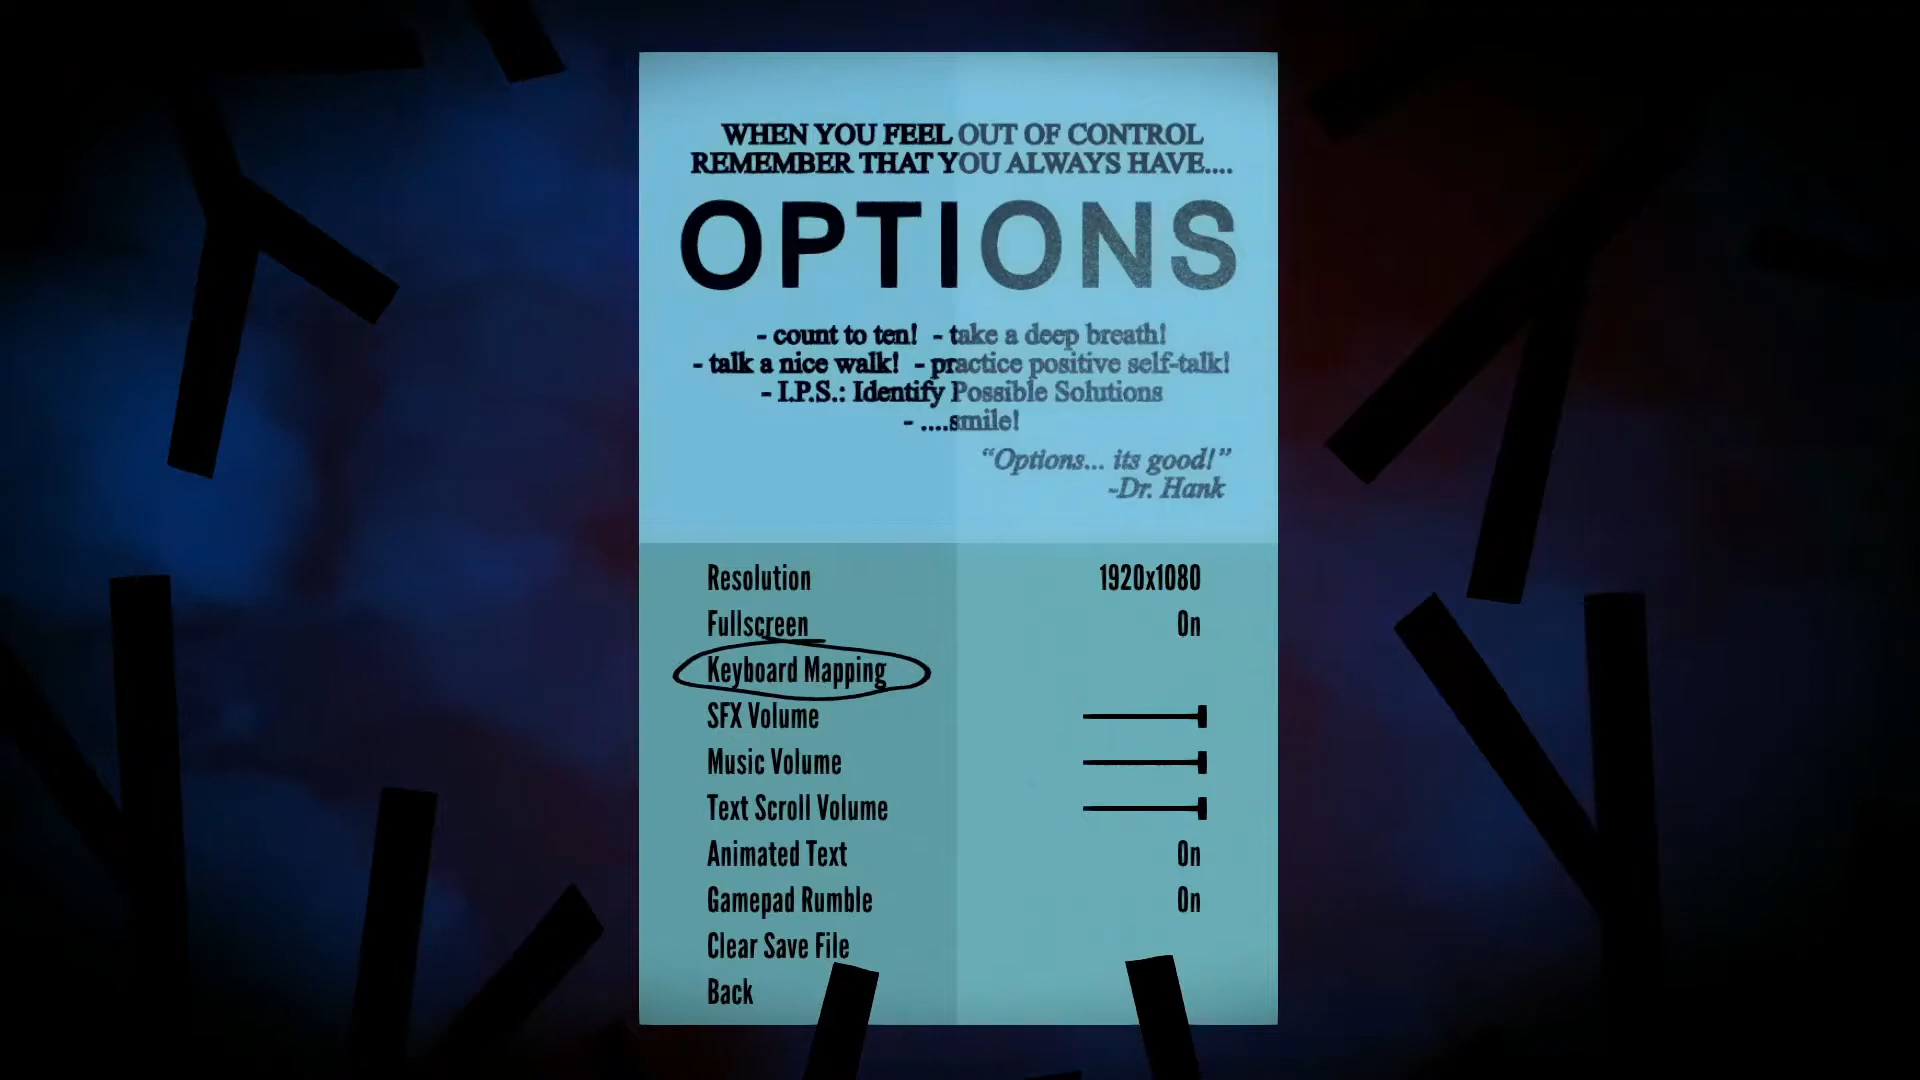 WHEN YOU FEEL OUT OF CONTROL
REMEMBER THAT YOU ALWAYS HAVE....
OPTIONS
- count to ten! - take a deep breath!
- talk a nice walk! - practice positive self-talk!
- I.P.S.: Identify Possible Solutions
- ....smile!
“Options... its good!”
-Dr. Hank
Resolution 1920x1080
Fullscreen On
Keyboard Mapping
SFX Volume
Music Volume
Text Scroll Volume
Animated Text On
Gamepad Rumble On
Clear Save File
Back